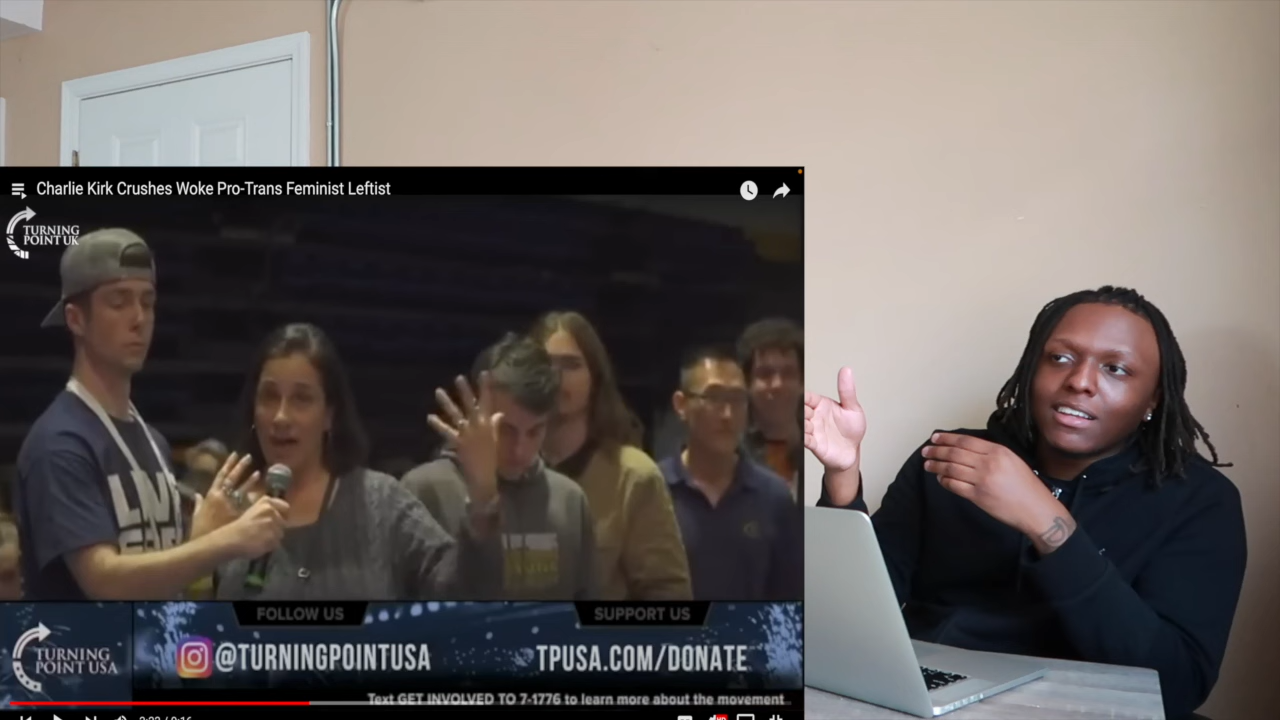 Charlie Kirk Crushes Woke Pro-Trans Feminist Leftist
TURNING
POINT UK
FOLLOW US
SUPPORT US
TURNING
POINT USA
@TURNINGPOINTUSA
TPUSA.COM/DONATE
Text GET INVOLVED TO 7-1776 to learn more about the movement